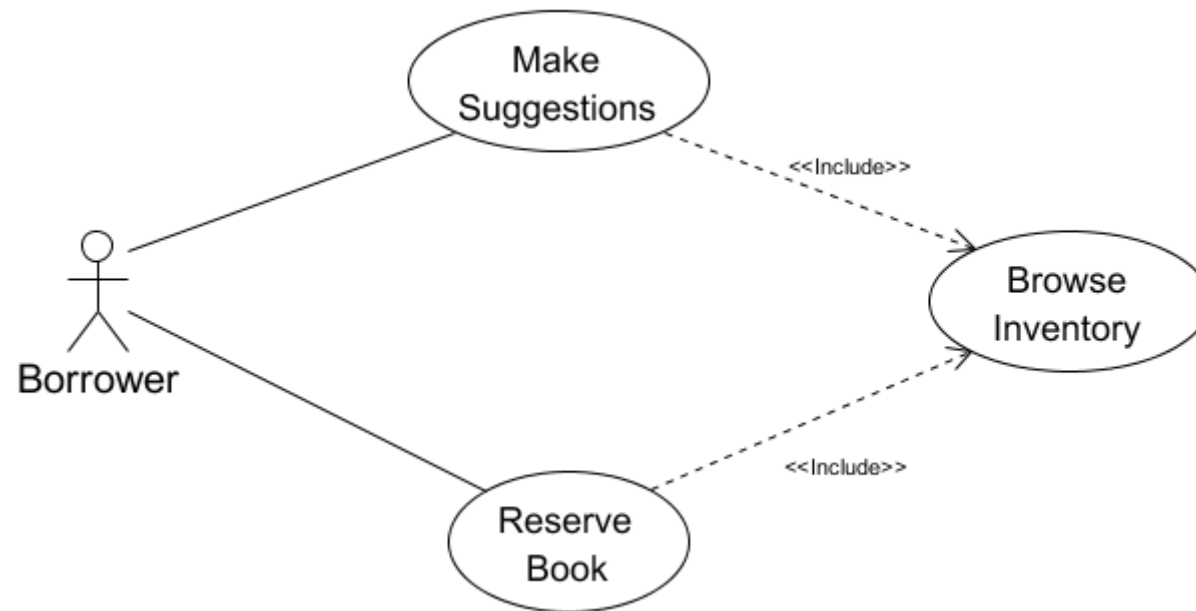 Make
Suggestions
<<Include>>
Browse
Inventory
Borrower
<<Include>>
Reserve
Book